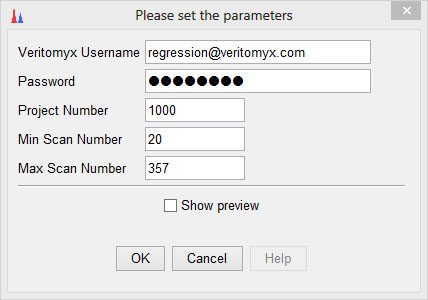 Please set the parameters
Veritomyx Username regression@veritomyx.com
Password ●●●●●●●●
Project Number 1000
Min Scan Number 20
Max Scan Number 357
Show preview
OK Cancel Help